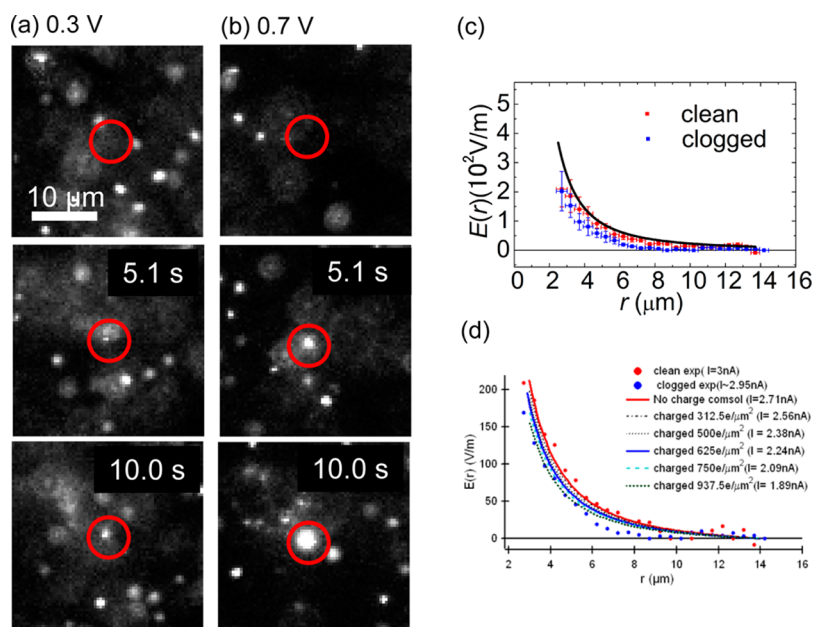 (a) 0.3 V
(b) 0.7 V
10 μm
5.1 s
5.1 s
10.0 s
10.0 s
(c)
E(r)(10²V/m)
5
4
3
2
1
0
clean
clogged
0 2 4 6 8 10 12 14 16
r (μm)
(d)
E(r) (V/m)
200
150
100
50
0
clean exp( I=3nA)
clogged exp(I~2.95nA)
No charge comsol (I=2.71nA)
charged 312.5e/μm² (I= 2.56nA)
charged 500e/μm² (I = 2.38nA)
charged 625e/μm² (I = 2.24nA)
charged 750e/μm² (I= 2.09nA)
charged 937.5e/μm²(I= 1.89nA)
2 4 6 8 10 12 14 16
r (μm)